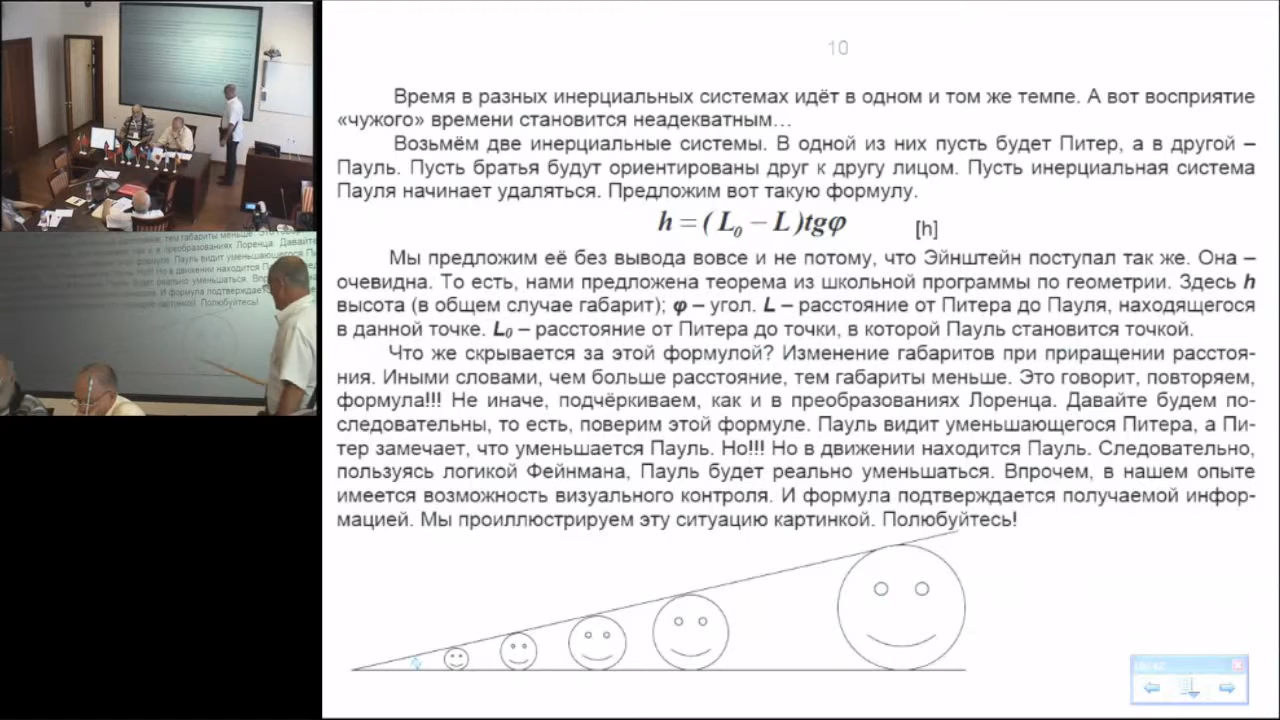 10
Время в разных инерциальных системах идёт в одном и том же темпе. А вот восприятие
«чужого» времени становится неадекватным…
Возьмём две инерциальные системы. В одной из них пусть будет Питер, а в другой –
Пауль. Пусть братья будут ориентированы друг к другу лицом. Пусть инерциальная система
Пауля начинает удаляться. Предложим вот такую формулу.
h = (L₀ − L)tgφ [h]
Мы предложим её без вывода вовсе и не потому, что Эйнштейн поступал так же. Она –
очевидна. То есть, нами предложена теорема из школьной программы по геометрии. Здесь h
высота (в общем случае габарит); φ – угол. L – расстояние от Питера до Пауля, находящегося
в данной точке. L₀ – расстояние от Питера до точки, в которой Пауль становится точкой.
Что же скрывается за этой формулой? Изменение габаритов при приращении расстоя-
ния. Иными словами, чем больше расстояние, тем габариты меньше. Это говорит, повторяем,
формула!!! Не иначе, подчёркиваем, как и в преобразованиях Лоренца. Давайте будем по-
следовательны, то есть, поверим этой формуле. Пауль видит уменьшающегося Питера, а Пи-
тер замечает, что уменьшается Пауль. Но!!! Но в движении находится Пауль. Следовательно,
пользуясь логикой Фейнмана, Пауль будет реально уменьшаться. Впрочем, в нашем опыте
имеется возможность визуального контроля. И формула подтверждается получаемой инфор-
мацией. Мы проиллюстрируем эту ситуацию картинкой. Полюбуйтесь!